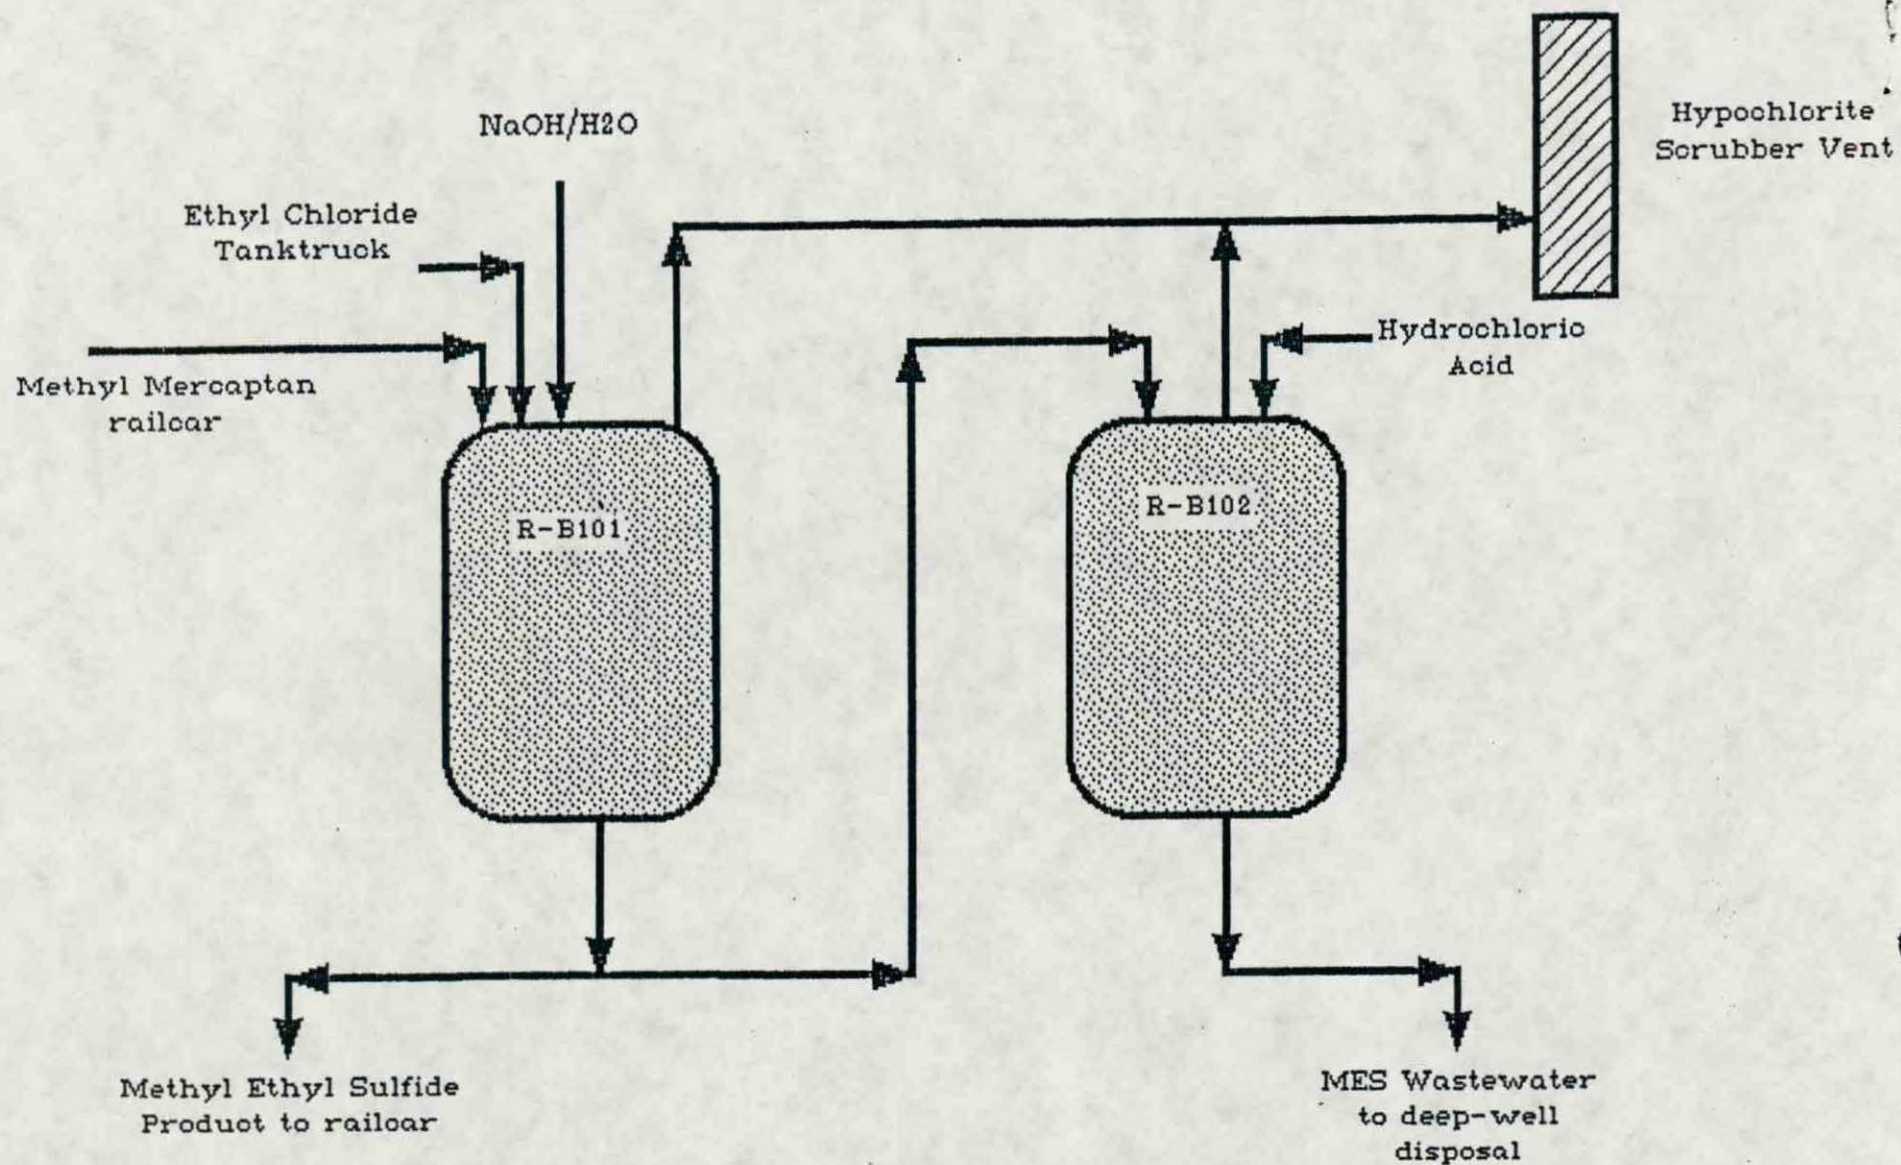 NaOH/H2O
Hypochlorite
Scrubber Vent
Ethyl Chloride
Tanktruck
Methyl Mercaptan
railcar
Hydrochloric
Acid
R-B101
R-B102
Methyl Ethyl Sulfide
Product to railcar
MES Wastewater
to deep-well
disposal